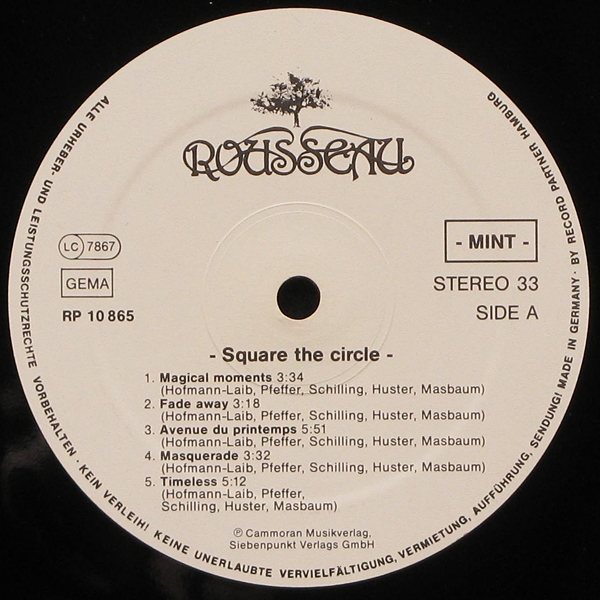 ROUSSEAU
LC 7867
GEMA
RP 10 865
- MINT -
STEREO 33
SIDE A
- Square the circle -
1. Magical moments 3:34
(Hofmann-Laib, Pfeffer, Schilling, Huster, Masbaum)
2. Fade away 3:18
(Hofmann-Laib, Pfeffer, Schilling, Huster, Masbaum)
3. Avenue du printemps 5:51
(Hofmann-Laib, Pfeffer, Schilling, Huster, Masbaum)
4. Masquerade 3:32
(Hofmann-Laib, Pfeffer, Schilling, Huster, Masbaum)
5. Timeless 5:12
(Hofmann-Laib, Pfeffer,
Schilling, Huster, Masbaum)
℗ Cammoran Musikverlag,
Siebenpunkt Verlags GmbH
ALLE URHEBER- UND LEISTUNGSSCHUTZRECHTE VORBEHALTEN · KEIN VERLEIH! KEINE UNERLAUBTE VERVIELFÄLTIGUNG, VERMIETUNG, AUFFÜHRUNG, SENDUNG! MADE IN GERMANY · BY RECORD PARTNER HAMBURG